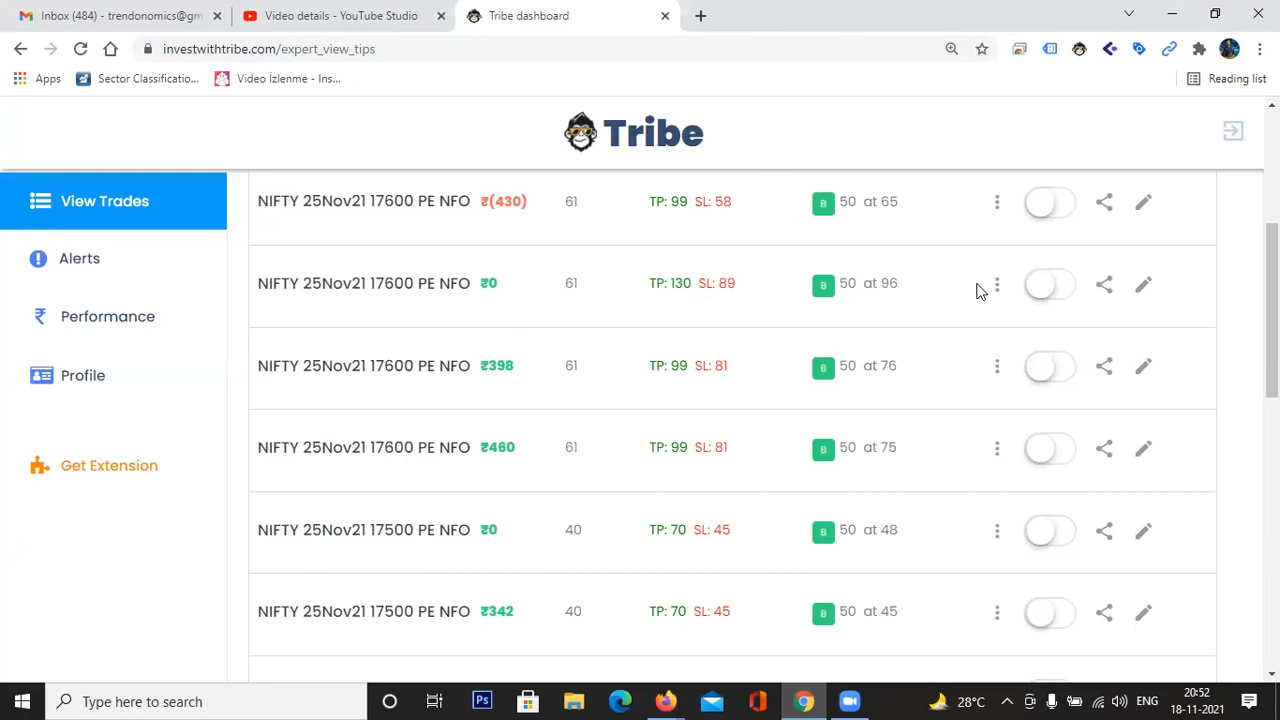 Inbox (484) - trendonomics@gm
Video details - YouTube Studio
Tribe dashboard
investwithtribe.com/expert_view_tips
Apps
Sector Classificatio...
Video İzlenme - Ins...
Reading list
Tribe
View Trades
Alerts
Performance
Profile
Get Extension
NIFTY 25Nov21 17600 PE NFO ₹(430) 61 TP: 99 SL: 58 B 50 at 65
NIFTY 25Nov21 17600 PE NFO ₹0 61 TP: 130 SL: 89 B 50 at 96
NIFTY 25Nov21 17600 PE NFO ₹398 61 TP: 99 SL: 81 B 50 at 76
NIFTY 25Nov21 17600 PE NFO ₹460 61 TP: 99 SL: 81 B 50 at 75
NIFTY 25Nov21 17500 PE NFO ₹0 40 TP: 70 SL: 45 B 50 at 48
NIFTY 25Nov21 17500 PE NFO ₹342 40 TP: 70 SL: 45 B 50 at 45
Type here to search
Ps
28°C
ENG
20:52
18-11-2021